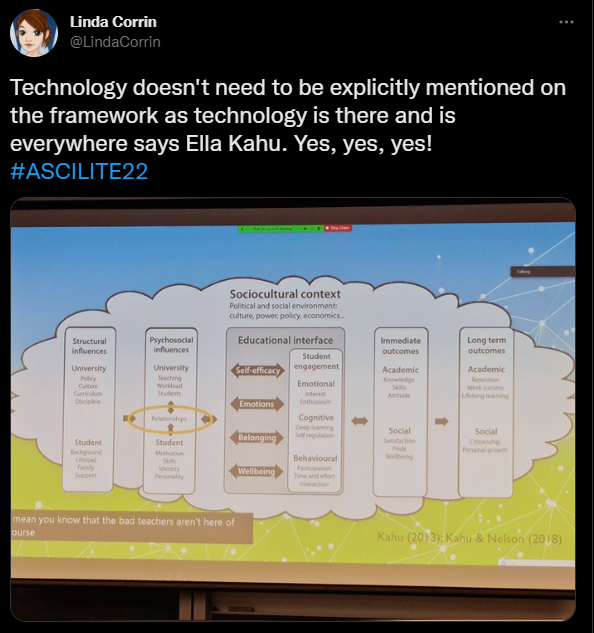 Linda Corrin
@LindaCorrin
Technology doesn't need to be explicitly mentioned on
the framework as technology is there and is
everywhere says Ella Kahu. Yes, yes, yes!
#ASCILITE22
Stop Share
Talking:
Sociocultural context
Political and social environment:
culture, power, policy, economics...
Structural
influences
University
Policy
Culture
Curriculum
Discipline
Student
Background
Lifeload
Family
Support
Psychosocial
influences
University
Teaching
Workload
Students
Relationships
Student
Motivation
Skills
Identity
Personality
Educational interface
Self-efficacy
Emotions
Belonging
Wellbeing
Student
engagement
Emotional
Interest
Enthusiasm
Cognitive
Deep learning
Self regulation
Behavioural
Participation
Time and effort
Interaction
Immediate
outcomes
Academic
Knowledge
Skills
Attitude
Social
Satisfaction
Pride
Wellbeing
Long term
outcomes
Academic
Retention
Work success
Lifelong learning
Social
Citizenship
Personal growth
mean you know that the bad teachers aren't here of
ourse
Kahu (2013); Kahu & Nelson (2018)